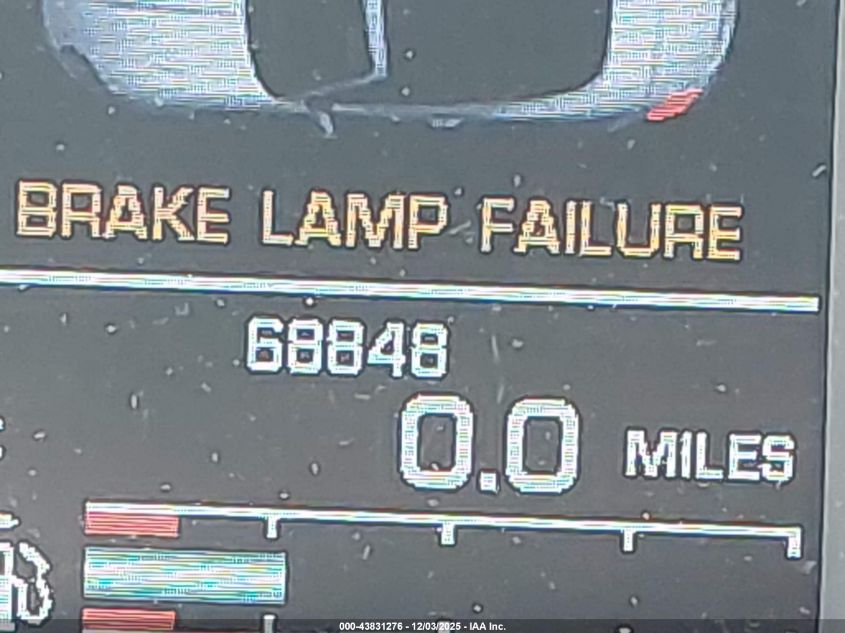 BRAKE LAMP FAILURE
68848
0.0 MILES
000-43831276 - 12/03/2025 - IAA Inc.